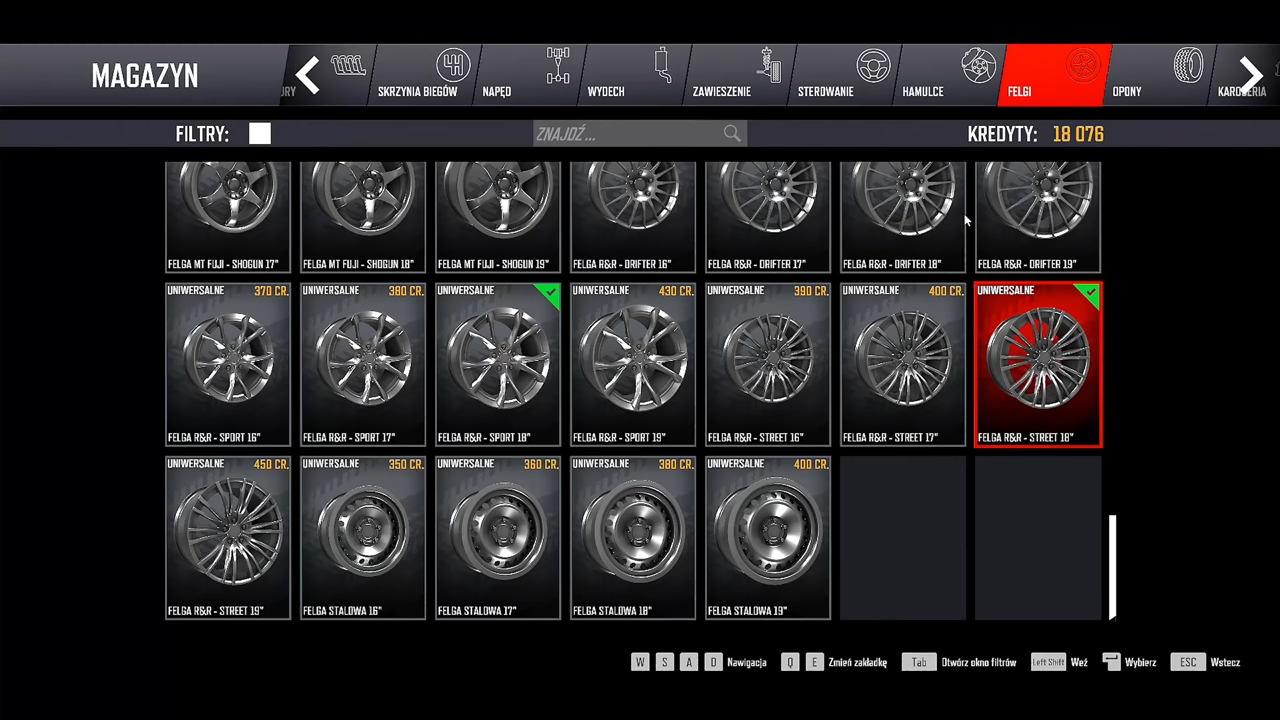 MAGAZYN
RY
SKRZYNIA BIEGÓW
NAPĘD
WYDECH
ZAWIESZENIE
STEROWANIE
HAMULCE
FELGI
OPONY
KAROSERIA
FILTRY:
ZNAJDŹ...
KREDYTY: 18 076
FELGA MT FUJI - SHOGUN 17"
FELGA MT FUJI - SHOGUN 18"
FELGA MT FUJI - SHOGUN 19"
FELGA R&R - DRIFTER 16"
FELGA R&R - DRIFTER 17"
FELGA R&R - DRIFTER 18"
FELGA R&R - DRIFTER 19"
UNIWERSALNE 370 CR.
UNIWERSALNE 380 CR.
UNIWERSALNE
UNIWERSALNE 430 CR.
UNIWERSALNE 390 CR.
UNIWERSALNE 400 CR.
UNIWERSALNE
FELGA R&R - SPORT 16"
FELGA R&R - SPORT 17"
FELGA R&R - SPORT 18"
FELGA R&R - SPORT 19"
FELGA R&R - STREET 16"
FELGA R&R - STREET 17"
FELGA R&R - STREET 18"
UNIWERSALNE 450 CR.
UNIWERSALNE 350 CR.
UNIWERSALNE 360 CR.
UNIWERSALNE 380 CR.
UNIWERSALNE 400 CR.
FELGA R&R - STREET 19"
FELGA STALOWA 16"
FELGA STALOWA 17"
FELGA STALOWA 18"
FELGA STALOWA 19"
W S A D Nawigacja
Q E Zmień zakładkę
Tab Otwórz okno filtrów
Left Shift Weź
Wybierz
ESC Wstecz